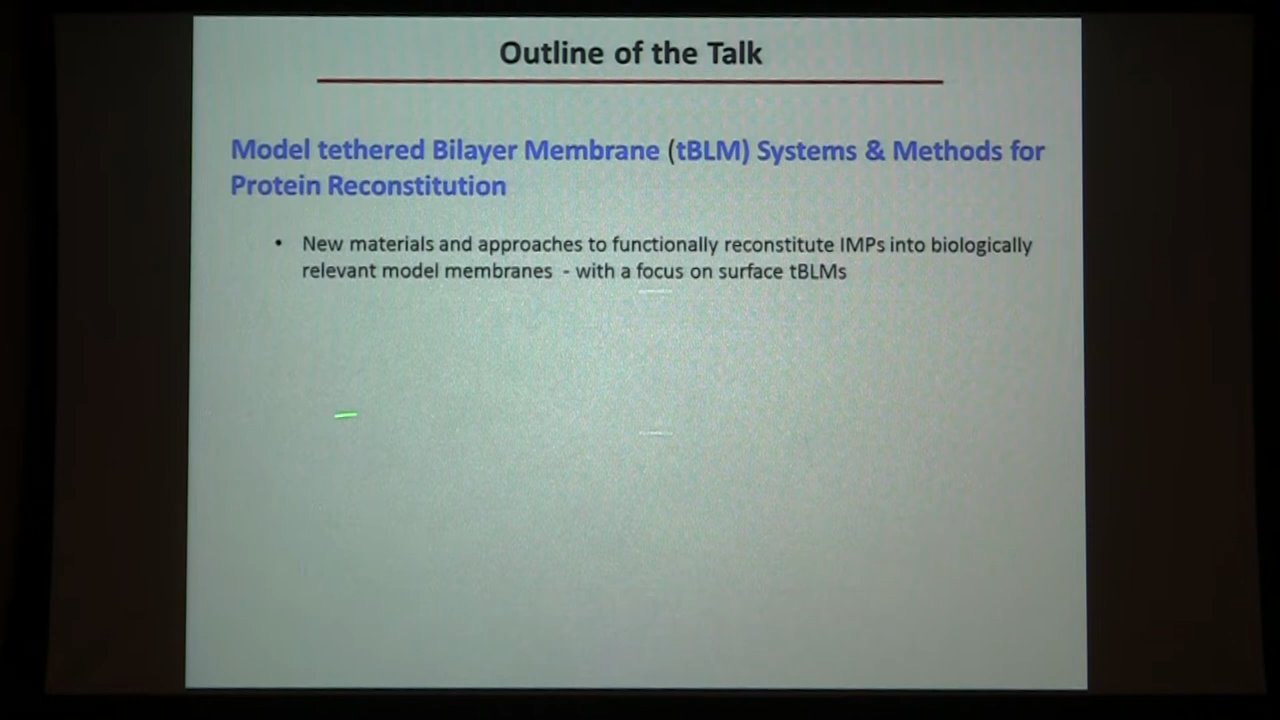 Outline of the Talk
Model tethered Bilayer Membrane (tBLM) Systems & Methods for
Protein Reconstitution
• New materials and approaches to functionally reconstitute IMPs into biologically
relevant model membranes - with a focus on surface tBLMs